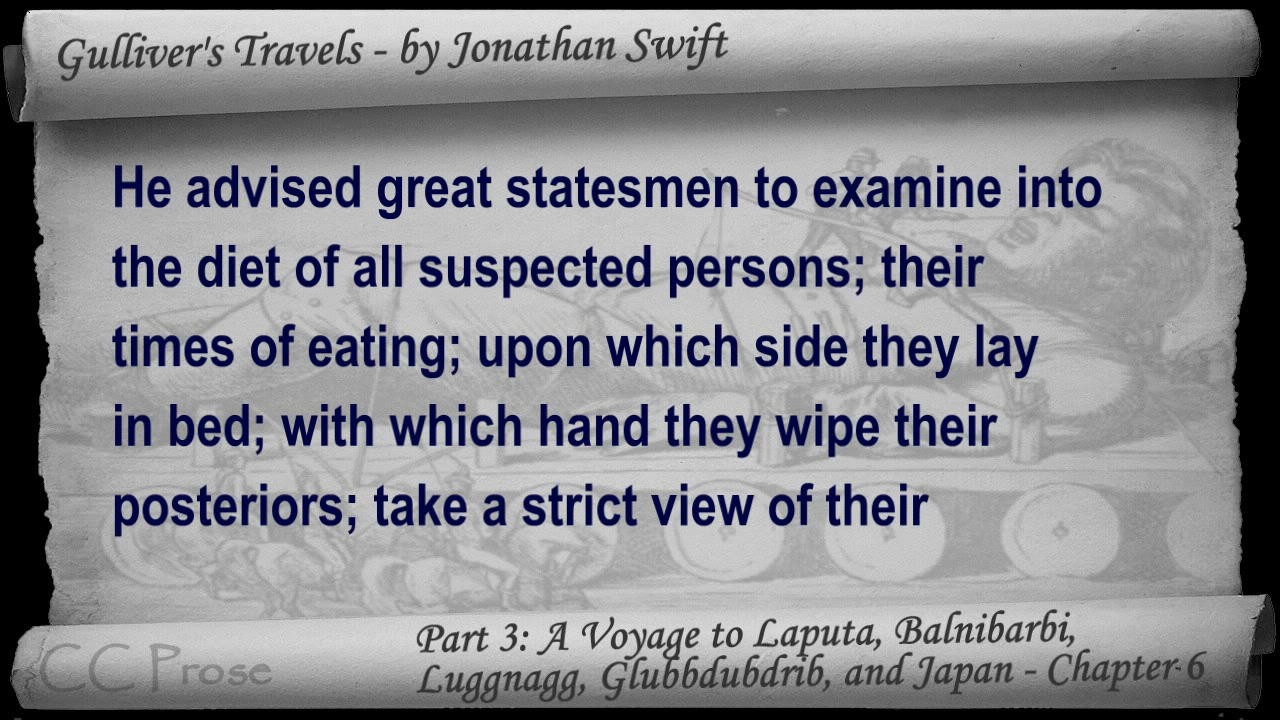 Gulliver's Travels - by Jonathan Swift
He advised great statesmen to examine into
the diet of all suspected persons; their
times of eating; upon which side they lay
in bed; with which hand they wipe their
posteriors; take a strict view of their
Part 3: A Voyage to Laputa, Balnibarbi,
Luggnagg, Glubbdubdrib, and Japan - Chapter 6
CC Prose